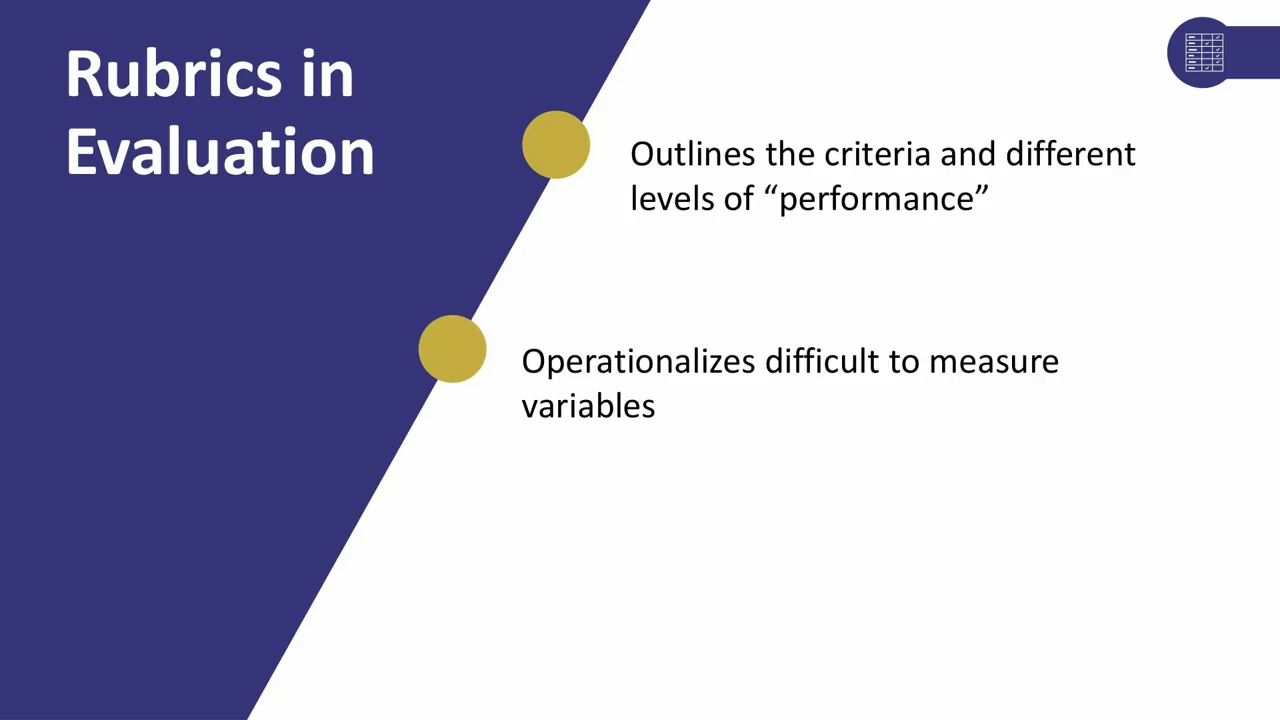 Rubrics in
Evaluation
Outlines the criteria and different
levels of “performance”
Operationalizes difficult to measure
variables